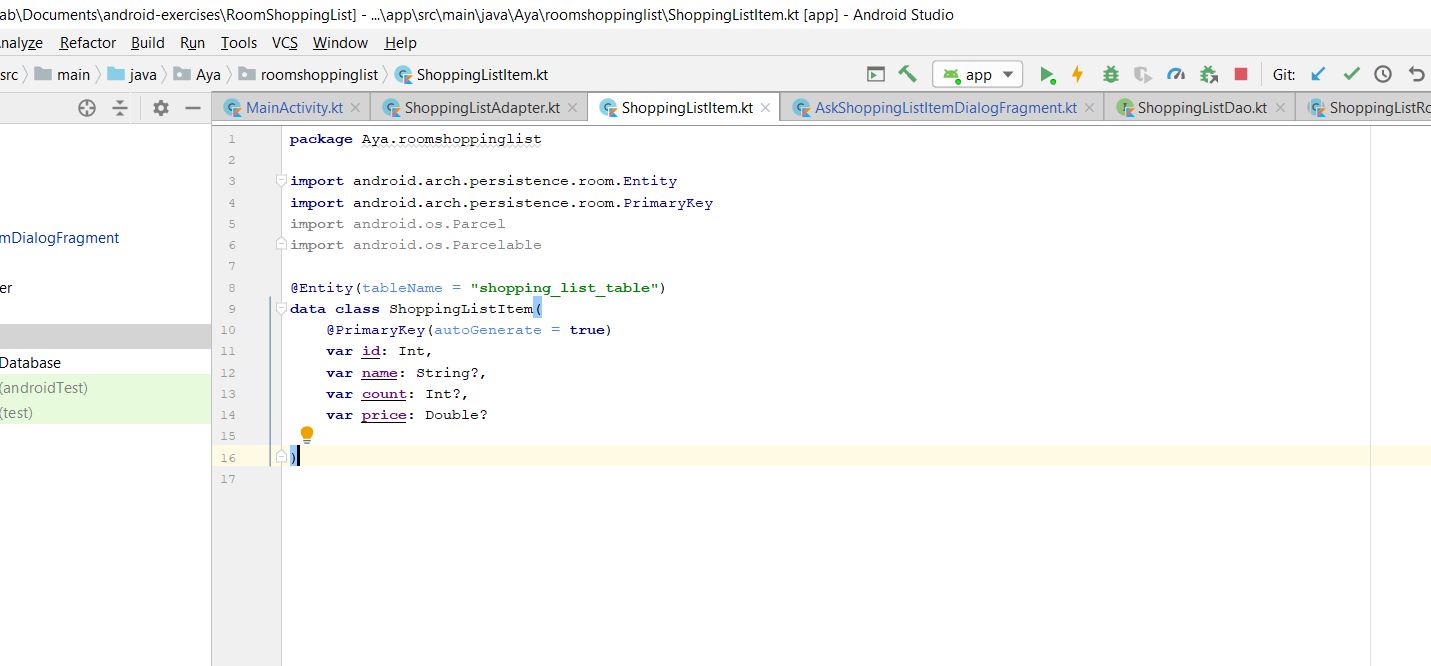 ab\Documents\android-exercises\RoomShoppingList] - ...\app\src\main\java\Aya\roomshoppinglist\ShoppingListItem.kt [app] - Android Studio
nalyze Refactor Build Run Tools VCS Window Help
src main java Aya roomshoppinglist ShoppingListItem.kt app Git:
MainActivity.kt ShoppingListAdapter.kt ShoppingListItem.kt AskShoppingListItemDialogFragment.kt ShoppingListDao.kt ShoppingListRo
mDialogFragment
er
Database
(androidTest)
(test)
1 package Aya.roomshoppinglist
2
3 import android.arch.persistence.room.Entity
4 import android.arch.persistence.room.PrimaryKey
5 import android.os.Parcel
6 import android.os.Parcelable
7
8 @Entity(tableName = "shopping_list_table")
9 data class ShoppingListItem(
10 @PrimaryKey(autoGenerate = true)
11 var id: Int,
12 var name: String?,
13 var count: Int?,
14 var price: Double?
15
16 )
17